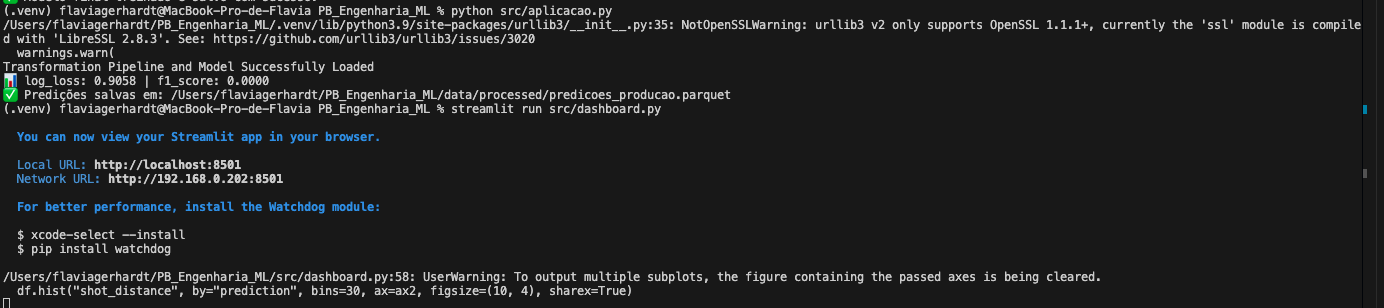 (.venv) flaviagerhardt@MacBook-Pro-de-Flavia PB_Engenharia_ML % python src/aplicacao.py
/Users/flaviagerhardt/PB_Engenharia_ML/.venv/lib/python3.9/site-packages/urllib3/__init__.py:35: NotOpenSSLWarning: urllib3 v2 only supports OpenSSL 1.1.1+, currently the 'ssl' module is compile
d with 'LibreSSL 2.8.3'. See: https://github.com/urllib3/urllib3/issues/3020
  warnings.warn(
Transformation Pipeline and Model Successfully Loaded
📊 log_loss: 0.9058 | f1_score: 0.0000
✅ Predições salvas em: /Users/flaviagerhardt/PB_Engenharia_ML/data/processed/predicoes_producao.parquet
(.venv) flaviagerhardt@MacBook-Pro-de-Flavia PB_Engenharia_ML % streamlit run src/dashboard.py
You can now view your Streamlit app in your browser.
Local URL: http://localhost:8501
Network URL: http://192.168.0.202:8501
For better performance, install the Watchdog module:
$ xcode-select --install
$ pip install watchdog
/Users/flaviagerhardt/PB_Engenharia_ML/src/dashboard.py:58: UserWarning: To output multiple subplots, the figure containing the passed axes is being cleared.
  df.hist("shot_distance", by="prediction", bins=30, ax=ax2, figsize=(10, 4), sharex=True)